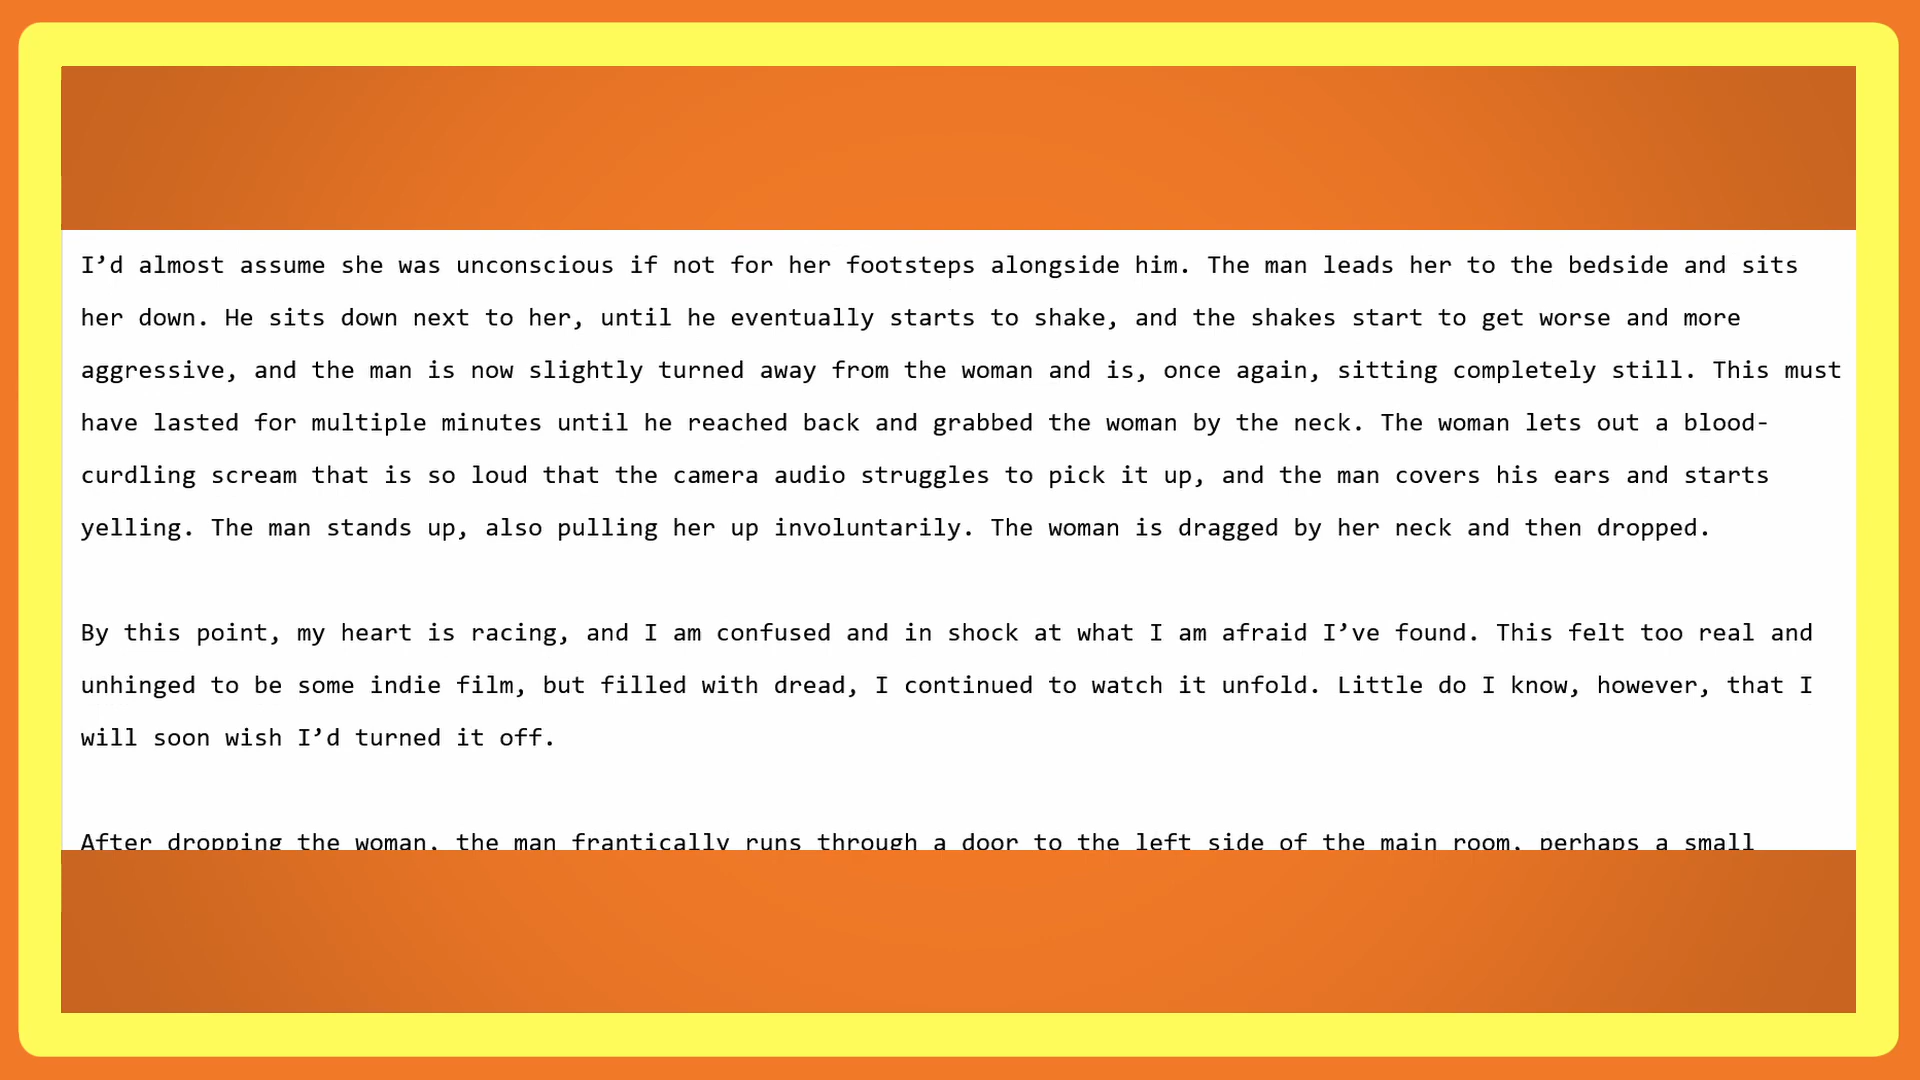 I’d almost assume she was unconscious if not for her footsteps alongside him. The man leads her to the bedside and sits
her down. He sits down next to her, until he eventually starts to shake, and the shakes start to get worse and more
aggressive, and the man is now slightly turned away from the woman and is, once again, sitting completely still. This must
have lasted for multiple minutes until he reached back and grabbed the woman by the neck. The woman lets out a blood-
curdling scream that is so loud that the camera audio struggles to pick it up, and the man covers his ears and starts
yelling. The man stands up, also pulling her up involuntarily. The woman is dragged by her neck and then dropped.
By this point, my heart is racing, and I am confused and in shock at what I am afraid I’ve found. This felt too real and
unhinged to be some indie film, but filled with dread, I continued to watch it unfold. Little do I know, however, that I
will soon wish I’d turned it off.
After dropping the woman, the man frantically runs through a door to the left side of the main room, perhaps a small